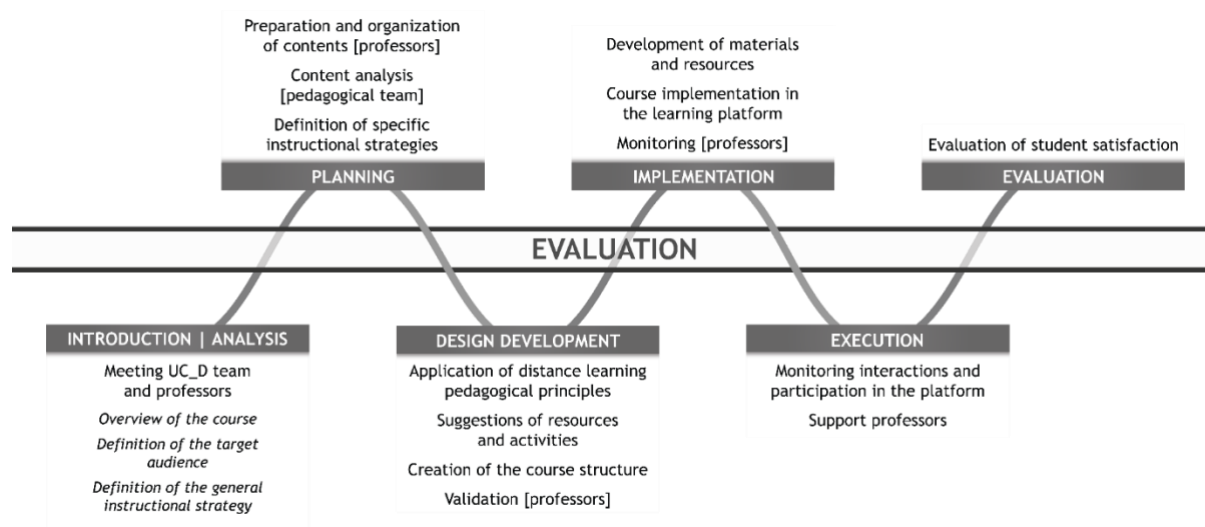 Preparation and organization
of contents [professors]
Content analysis
[pedagogical team]
Definition of specific
instructional strategies
PLANNING
Development of materials
and resources
Course implementation in
the learning platform
Monitoring [professors]
IMPLEMENTATION
Evaluation of student satisfaction
EVALUATION
EVALUATION
INTRODUCTION | ANALYSIS
Meeting UC_D team
and professors
Overview of the course
Definition of the target
audience
Definition of the general
instructional strategy
DESIGN DEVELOPMENT
Application of distance learning
pedagogical principles
Suggestions of resources
and activities
Creation of the course structure
Validation [professors]
EXECUTION
Monitoring interactions and
participation in the platform
Support professors